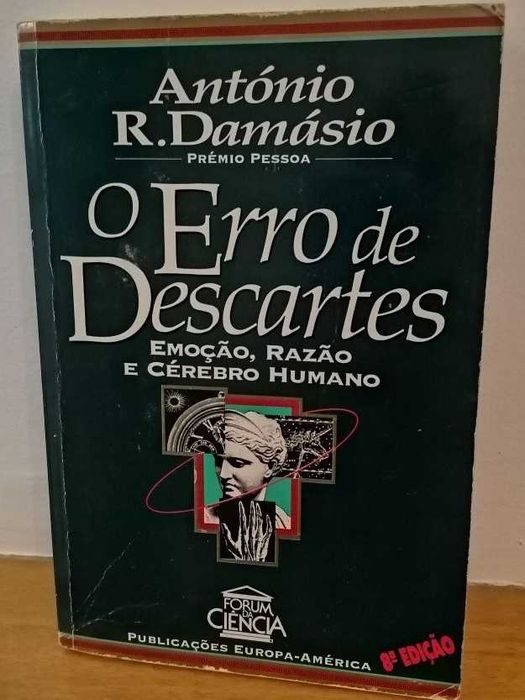 António
R. Damásio
PRÉMIO PESSOA
O Erro de
Descartes
EMOÇÃO, RAZÃO
E CÉREBRO HUMANO
FORUM
DA
CIÊNCIA
PUBLICAÇÕES EUROPA-AMÉRICA
8ª EDIÇÃO